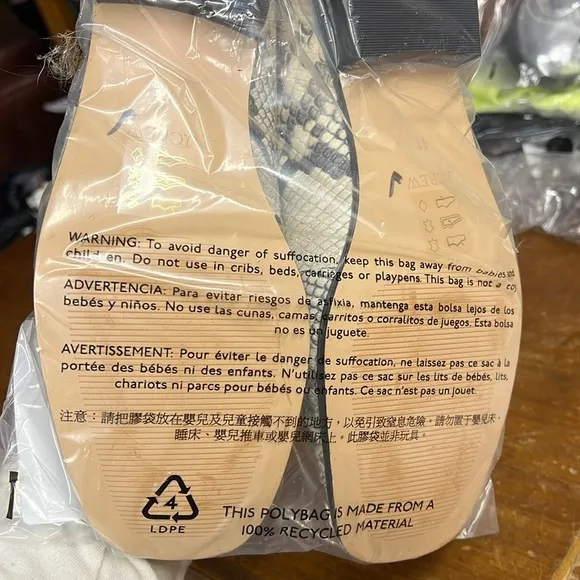 J.CREW
11
J.CREW
WARNING: To avoid danger of suffocation, keep this bag away from babies and
children. Do not use in cribs, beds, carriages or playpens. This bag is not a toy.
ADVERTENCIA: Para evitar riesgos de asfixia, mantenga esta bolsa lejos de los
bebés y niños. No use las cunas, camas, carritos o corralitos de juegos. Esta bolsa
no es un juguete.
AVERTISSEMENT: Pour éviter le danger de suffocation, ne laissez pas ce sac à la
portée des bébés ni des enfants. N'utilisez pas ce sac sur les lits de bébés, lits,
chariots ni parcs pour bébés ou enfants. Ce sac n'est pas un jouet.
注意：請把膠袋放在嬰兒及兒童接觸不到的地方，以免引致窒息危險。請勿置于嬰兒床、
睡床、嬰兒推車或嬰兒網床上。此膠袋並非玩具。
4
LDPE
THIS POLYBAG IS MADE FROM A
100% RECYCLED MATERIAL